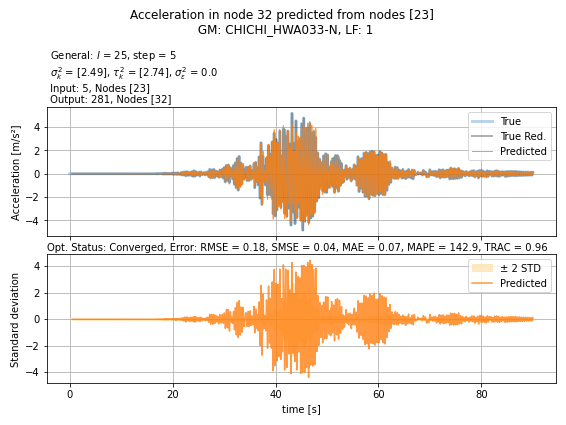 Acceleration in node 32 predicted from nodes [23]
GM: CHICHI_HWA033-N, LF: 1
General: l = 25, step = 5
σ²ₖ = [2.49], τ²ₖ = [2.74], σ²ε = 0.0
Input: 5, Nodes [23]
Output: 281, Nodes [32]
Acceleration [m/s²]
4
2
0
−2
−4
True
True Red.
Predicted
Opt. Status: Converged, Error: RMSE = 0.18, SMSE = 0.04, MAE = 0.07, MAPE = 142.9, TRAC = 0.96
Standard deviation
4
2
0
−2
−4
± 2 STD
Predicted
0 20 40 60 80
time [s]